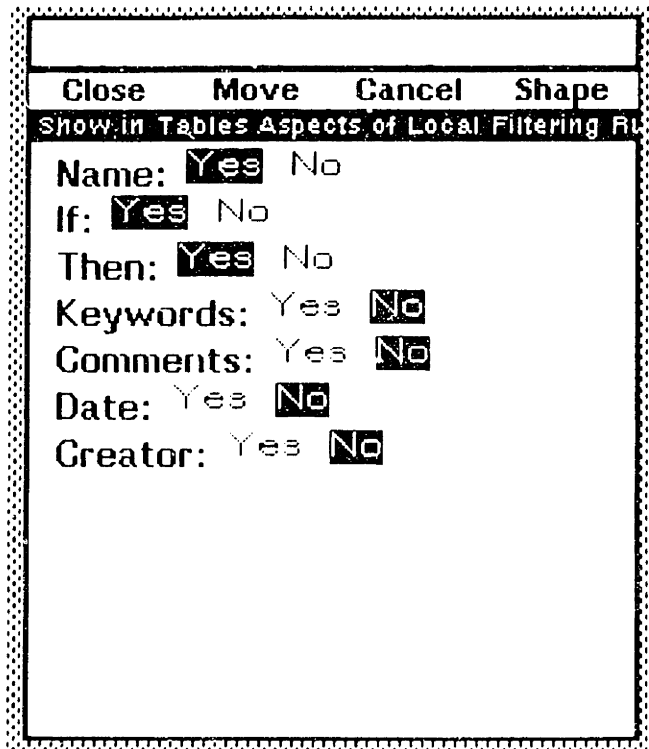 Close Move Cancel Shape
Show in Tables Aspects of Local Filtering Ru
Name: Yes No
If: Yes No
Then: Yes No
Keywords: Yes No
Comments: Yes No
Date: Yes No
Creator: Yes No